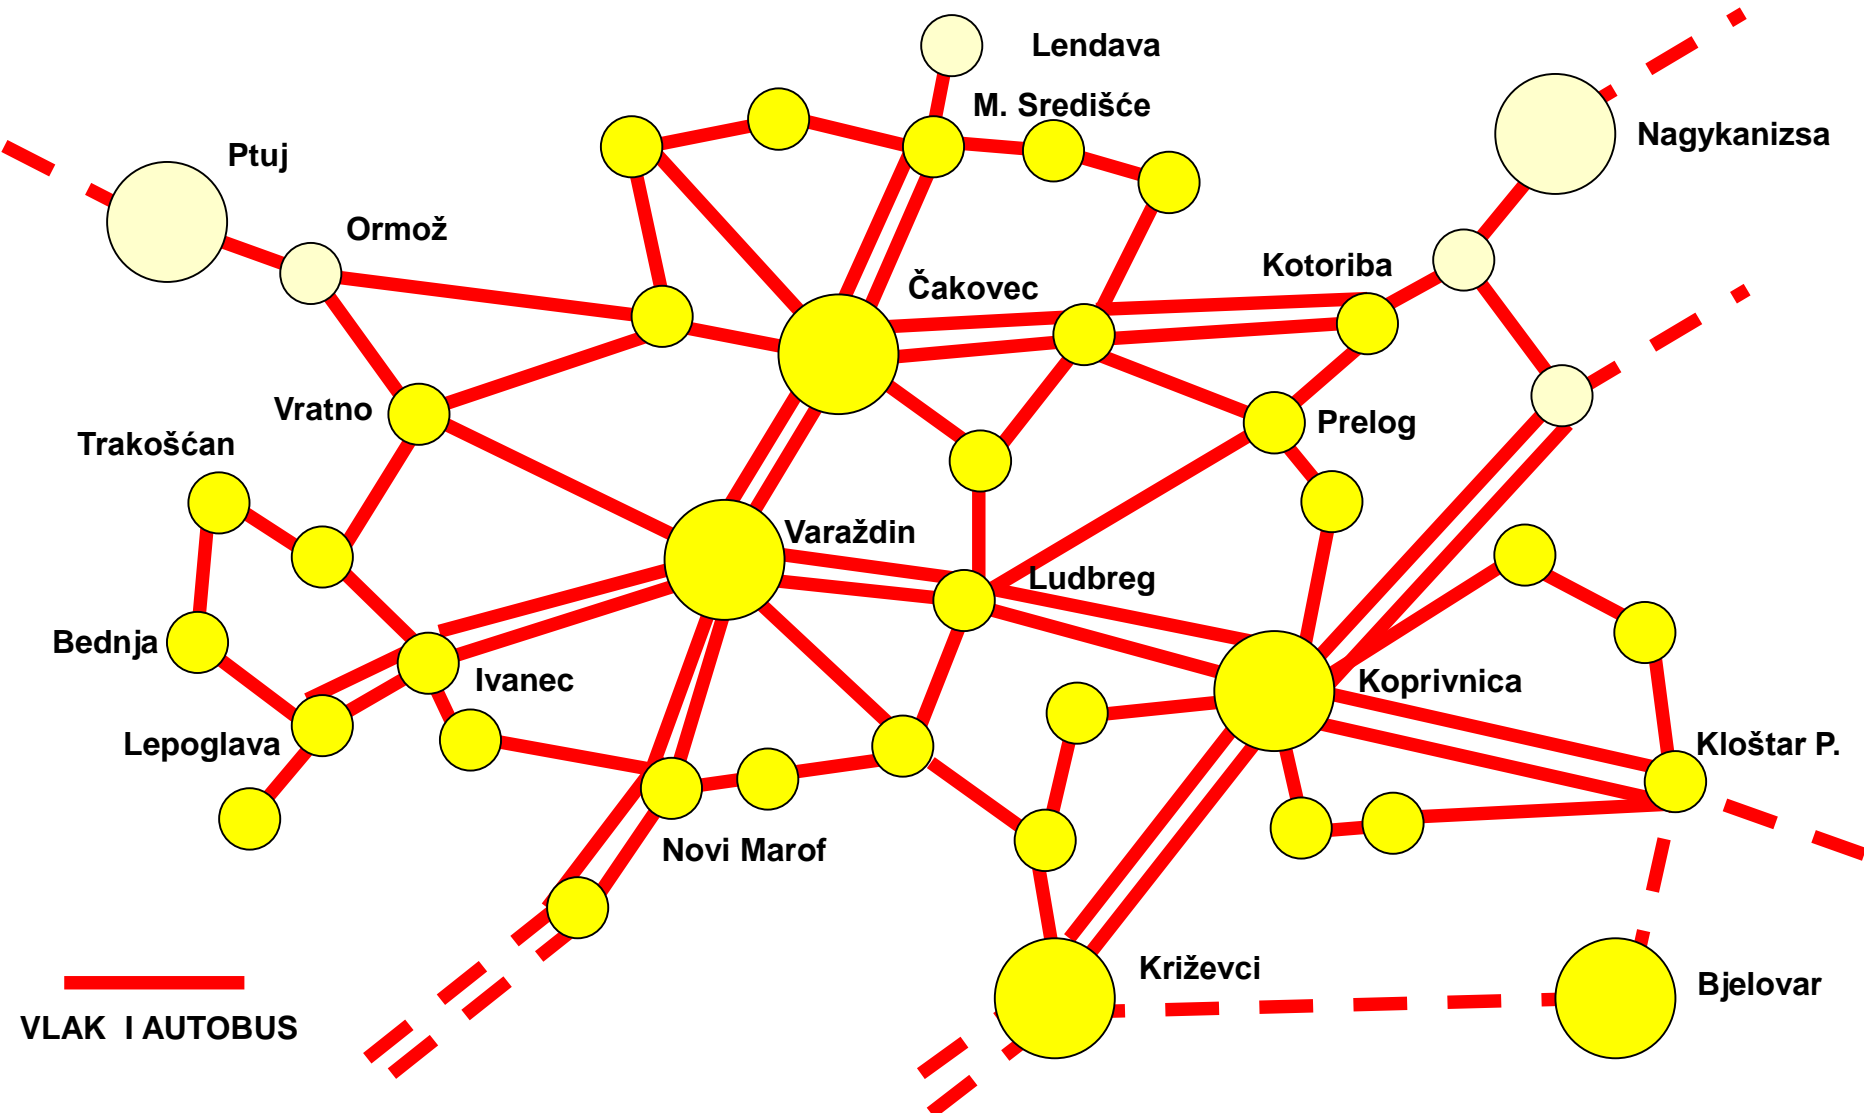 Lendava
M. Središće
Nagykanizsa
Ptuj
Ormož
Kotoriba
Čakovec
Vratno
Prelog
Trakošćan
Varaždin
Ludbreg
Bednja
Ivanec
Koprivnica
Lepoglava
Kloštar P.
Novi Marof
Križevci
Bjelovar
VLAK I AUTOBUS